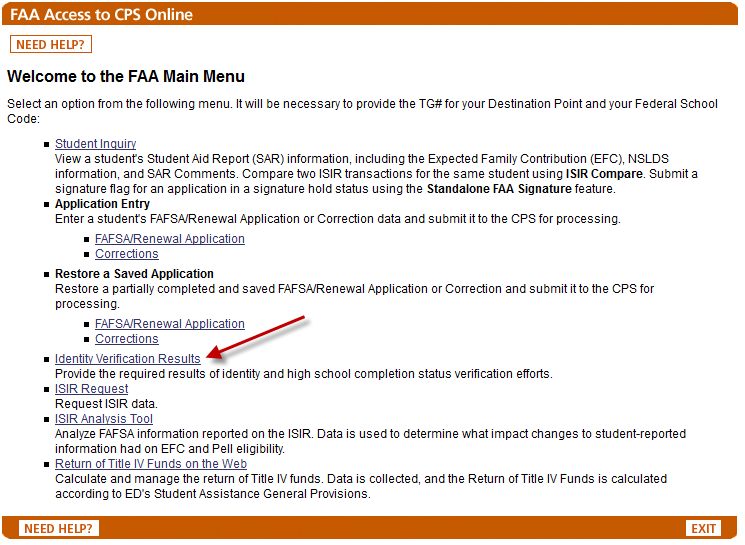 FAA Access to CPS Online
NEED HELP?
Welcome to the FAA Main Menu
Select an option from the following menu. It will be necessary to provide the TG# for your Destination Point and your Federal School
Code:
Student Inquiry
View a student's Student Aid Report (SAR) information, including the Expected Family Contribution (EFC), NSLDS
information, and SAR Comments. Compare two ISIR transactions for the same student using ISIR Compare. Submit a
signature flag for an application in a signature hold status using the Standalone FAA Signature feature.
Application Entry
Enter a student's FAFSA/Renewal Application or Correction data and submit it to the CPS for processing.
FAFSA/Renewal Application
Corrections
Restore a Saved Application
Restore a partially completed and saved FAFSA/Renewal Application or Correction and submit it to the CPS for
processing.
FAFSA/Renewal Application
Corrections
Identity Verification Results
Provide the required results of identity and high school completion status verification efforts.
ISIR Request
Request ISIR data.
ISIR Analysis Tool
Analyze FAFSA information reported on the ISIR. Data is used to determine what impact changes to student-reported
information had on EFC and Pell eligibility.
Return of Title IV Funds on the Web
Calculate and manage the return of Title IV funds. Data is collected, and the Return of Title IV Funds is calculated
according to ED's Student Assistance General Provisions.
NEED HELP?
EXIT